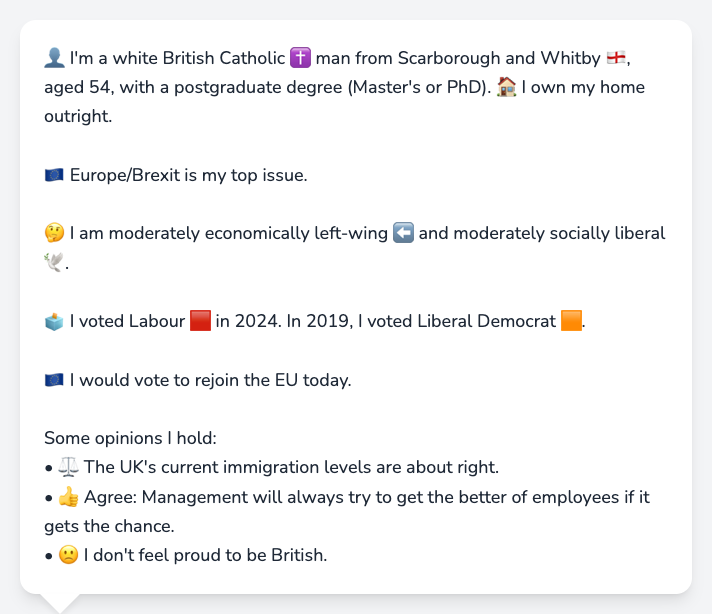 👤 I'm a white British Catholic ✝️ man from Scarborough and Whitby 🏴󠁧󠁢󠁥󠁮󠁧󠁿,
aged 54, with a postgraduate degree (Master's or PhD). 🏠 I own my home
outright.
🇪🇺 Europe/Brexit is my top issue.
🤔 I am moderately economically left-wing ⬅️ and moderately socially liberal
🕊️.
🗳️ I voted Labour 🟥 in 2024. In 2019, I voted Liberal Democrat 🟧.
🇪🇺 I would vote to rejoin the EU today.
Some opinions I hold:
• ⚖️ The UK's current immigration levels are about right.
• 👍 Agree: Management will always try to get the better of employees if it
gets the chance.
• 🙁 I don't feel proud to be British.